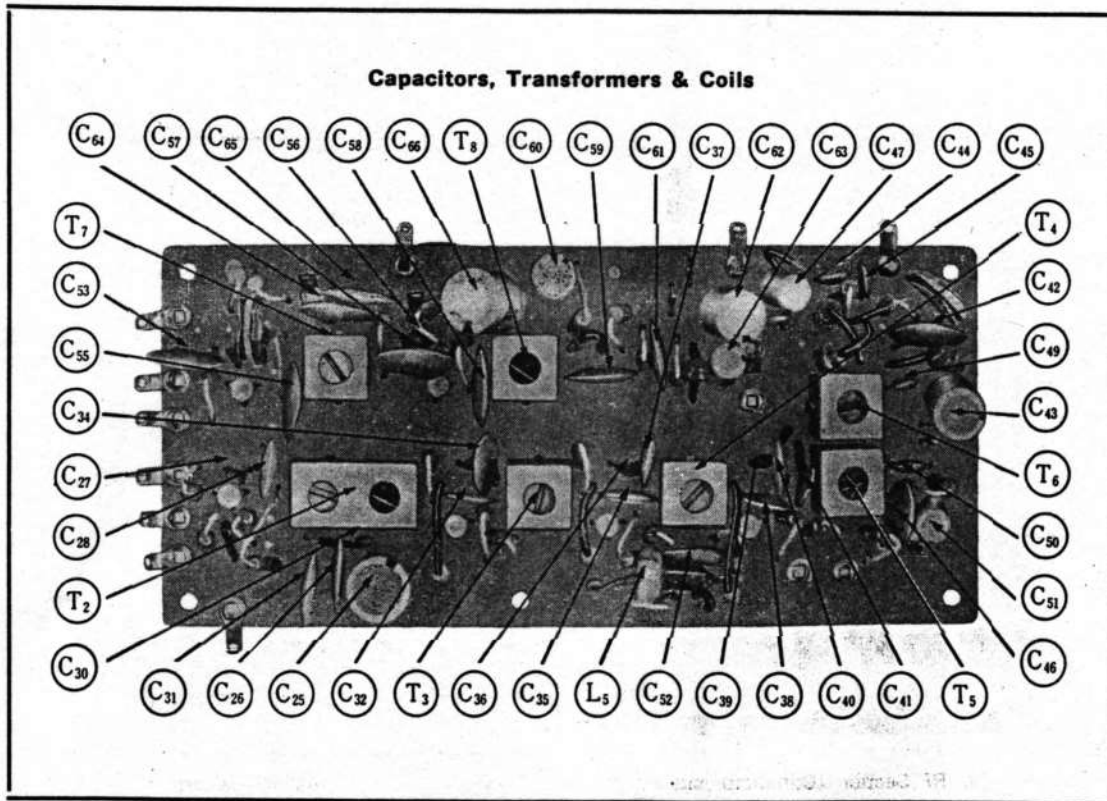 Capacitors, Transformers & Coils
C64 C57 C65 C56 C58 C66 T8 C60 C59 C61 C37 C62 C63 C47 C44 C45
T7 T4
C53 C42
C55 C49
C34 C43
C27 T6
C28 C50
T2 C51
C30 C46
C31 C26 C25 C32 T3 C36 C35 L5 C52 C39 C38 C40 C41 T5